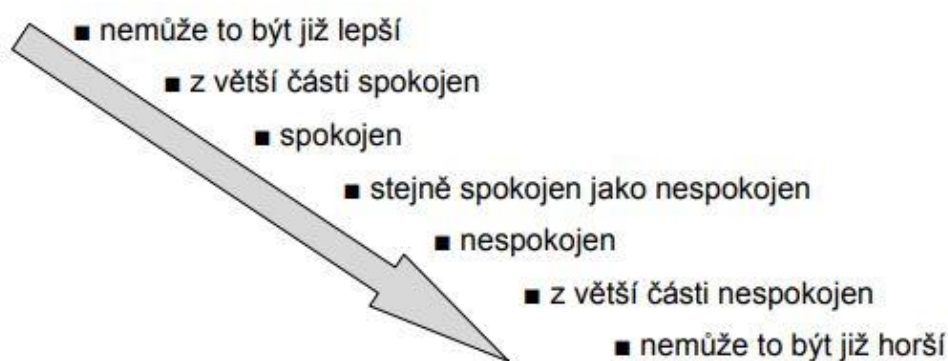 ■ nemůže to být již lepší
■ z větší části spokojen
■ spokojen
■ stejně spokojen jako nespokojen
■ nespokojen
■ z větší části nespokojen
■ nemůže to být již horší